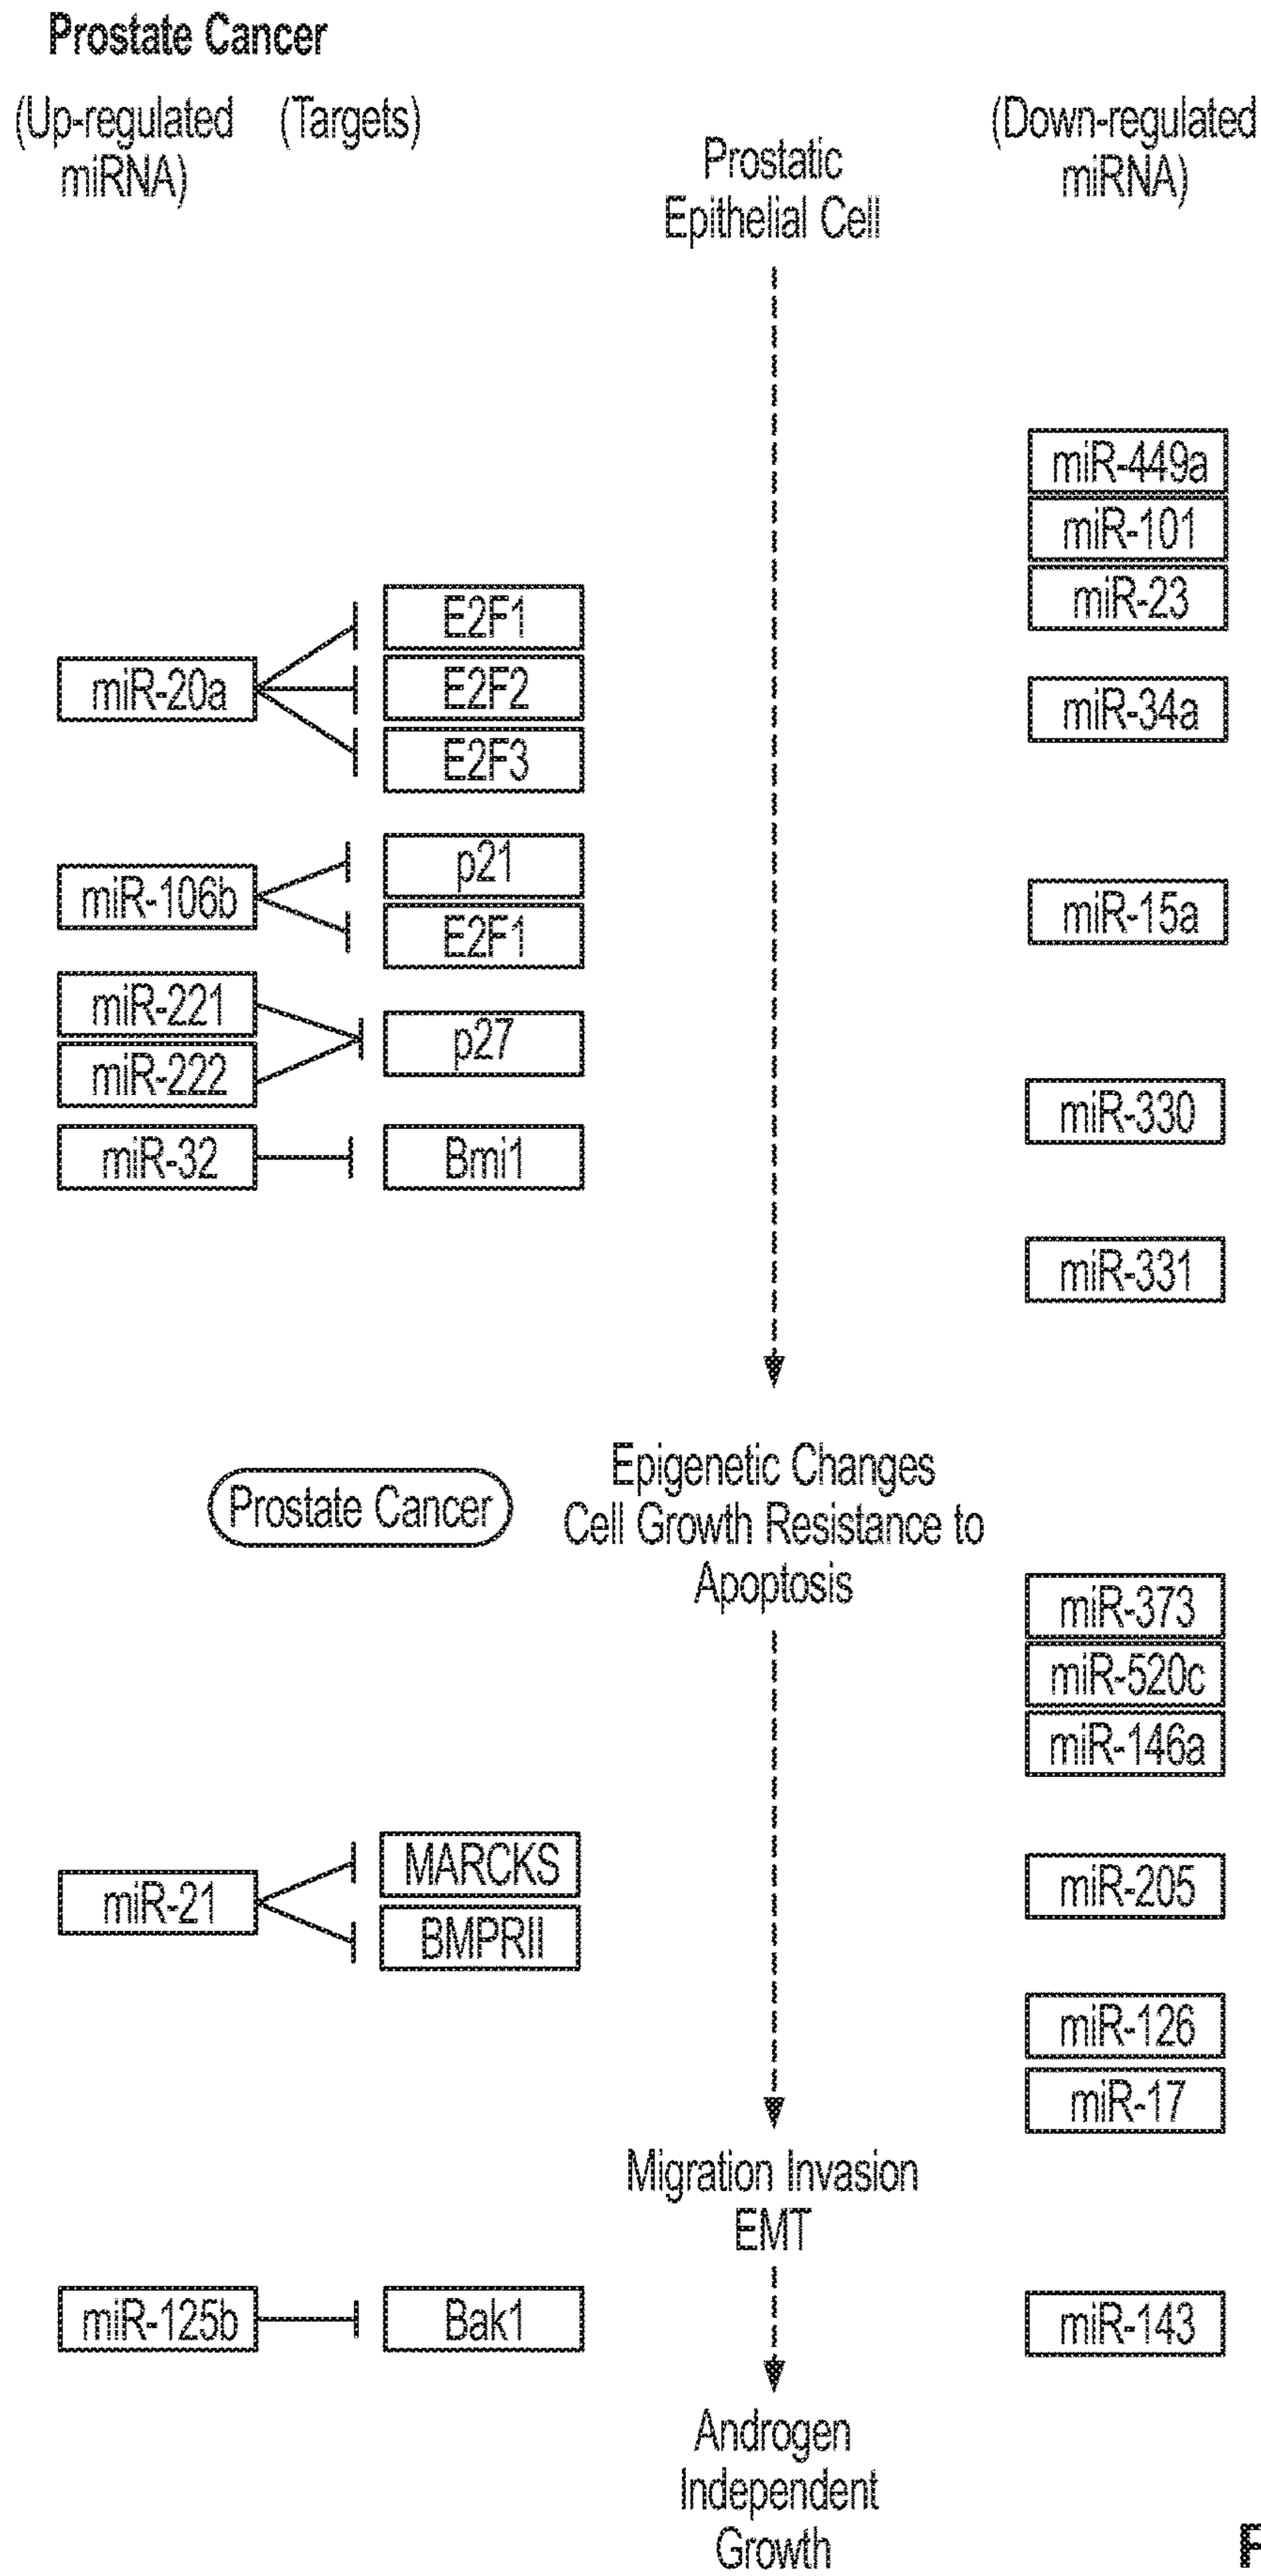 Prostate Cancer
(Up-regulated
miRNA)
(Targets)
Prostatic
Epithelial Cell
(Down-regulated
miRNA)
miR-449a
miR-101
miR-23
miR-20a
E2F1
E2F2
E2F3
miR-34a
miR-106b
p21
E2F1
miR-15a
miR-221
miR-222
p27
miR-330
miR-32
Bmi1
miR-331
Prostate Cancer
Epigenetic Changes
Cell Growth Resistance to
Apoptosis
miR-373
miR-520c
miR-146a
miR-21
MARCKS
BMPRII
miR-205
miR-126
miR-17
Migration Invasion
EMT
miR-125b
Bak1
miR-143
Androgen
Independent
Growth